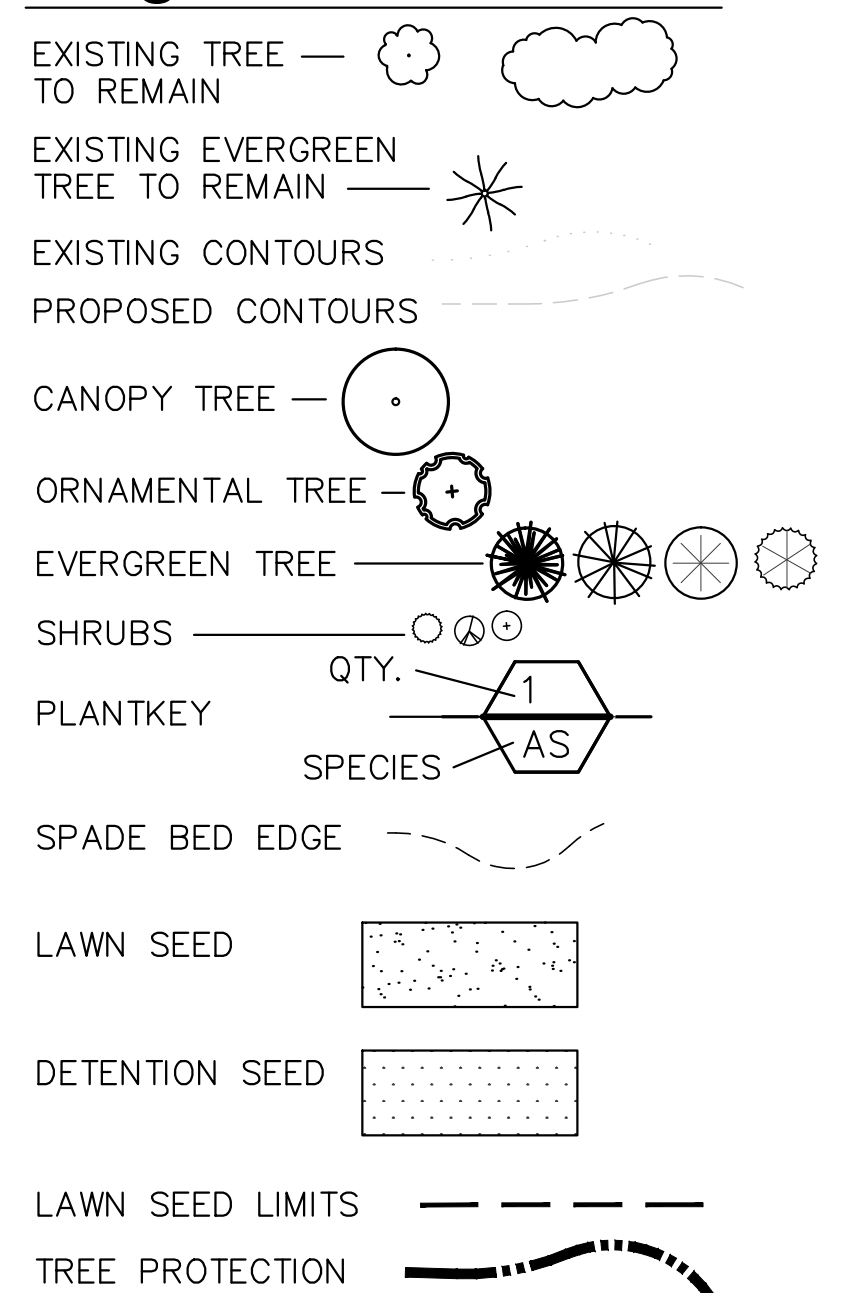 EXISTING TREE
TO REMAIN
EXISTING EVERGREEN
TREE TO REMAIN
EXISTING CONTOURS
PROPOSED CONTOURS
CANOPY TREE
ORNAMENTAL TREE
EVERGREEN TREE
SHRUBS
QTY.
1
PLANTKEY
AS
SPECIES
SPADE BED EDGE
LAWN SEED
DETENTION SEED
LAWN SEED LIMITS
TREE PROTECTION